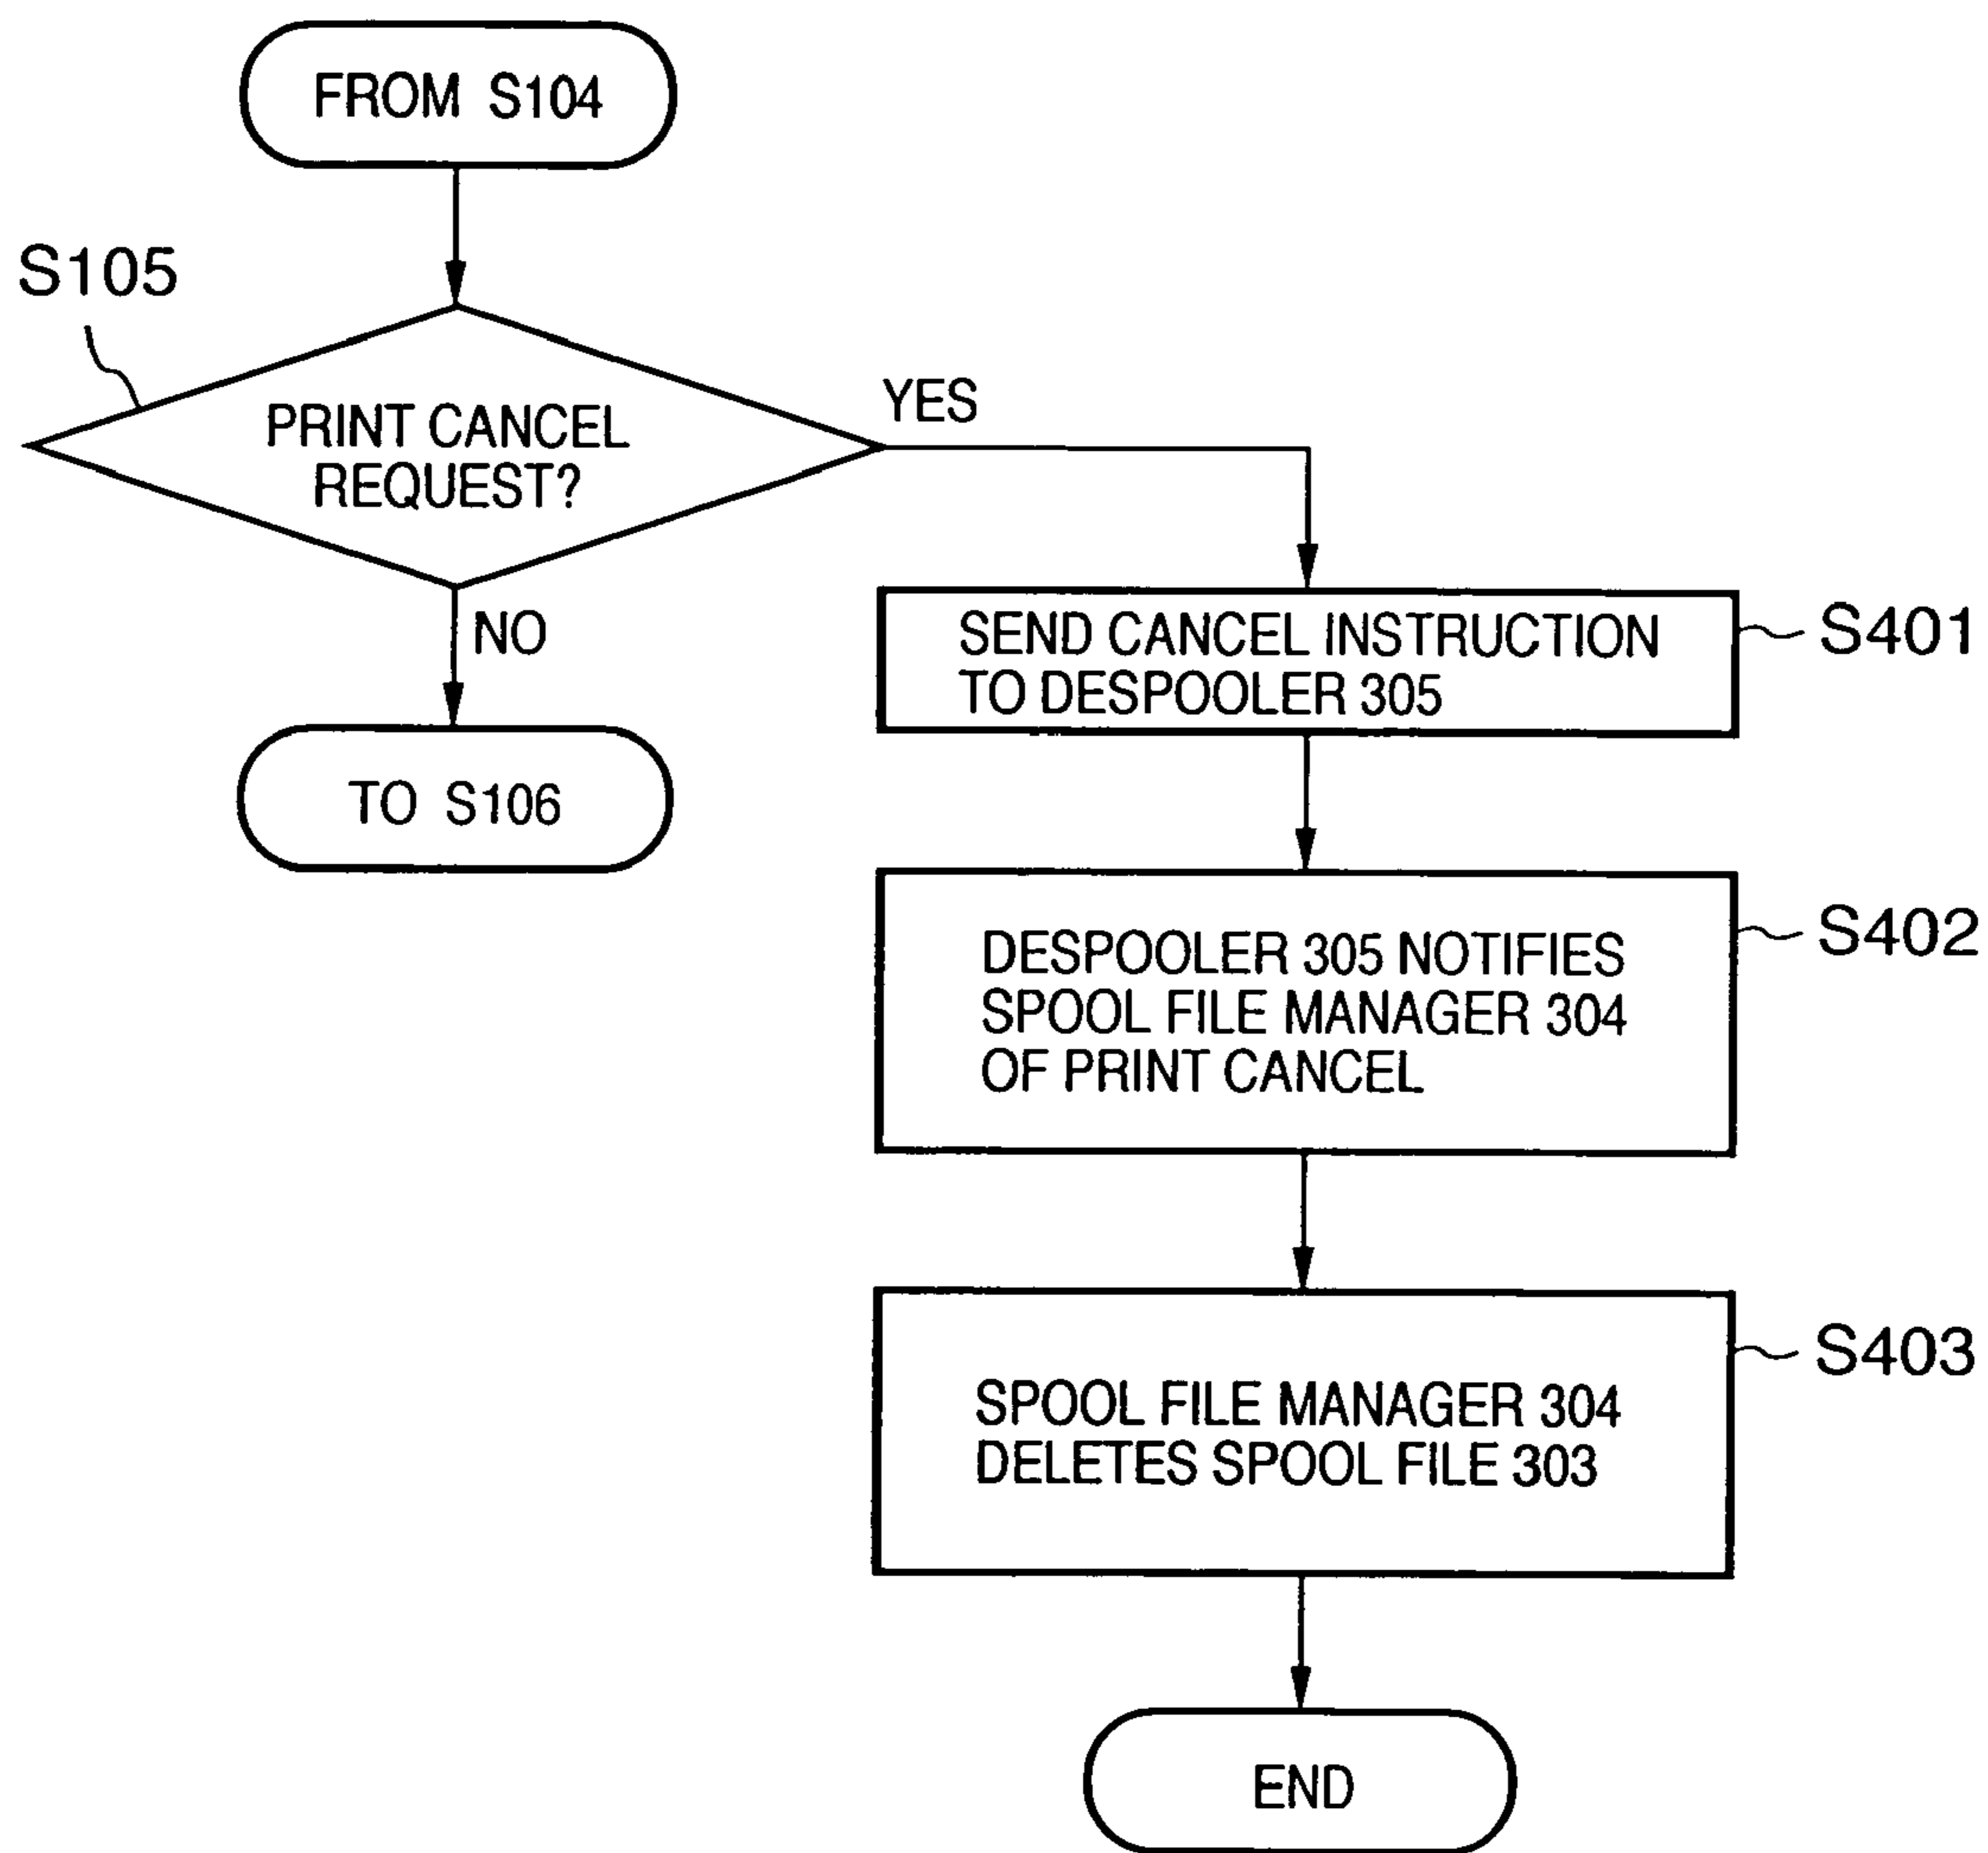 FROM S104
S105
PRINT CANCEL
REQUEST?
YES
NO
TO S106
SEND CANCEL INSTRUCTION
TO DESPOOLER 305
S401
DESPOOLER 305 NOTIFIES
SPOOL FILE MANAGER 304
OF PRINT CANCEL
S402
SPOOL FILE MANAGER 304
DELETES SPOOL FILE 303
S403
END